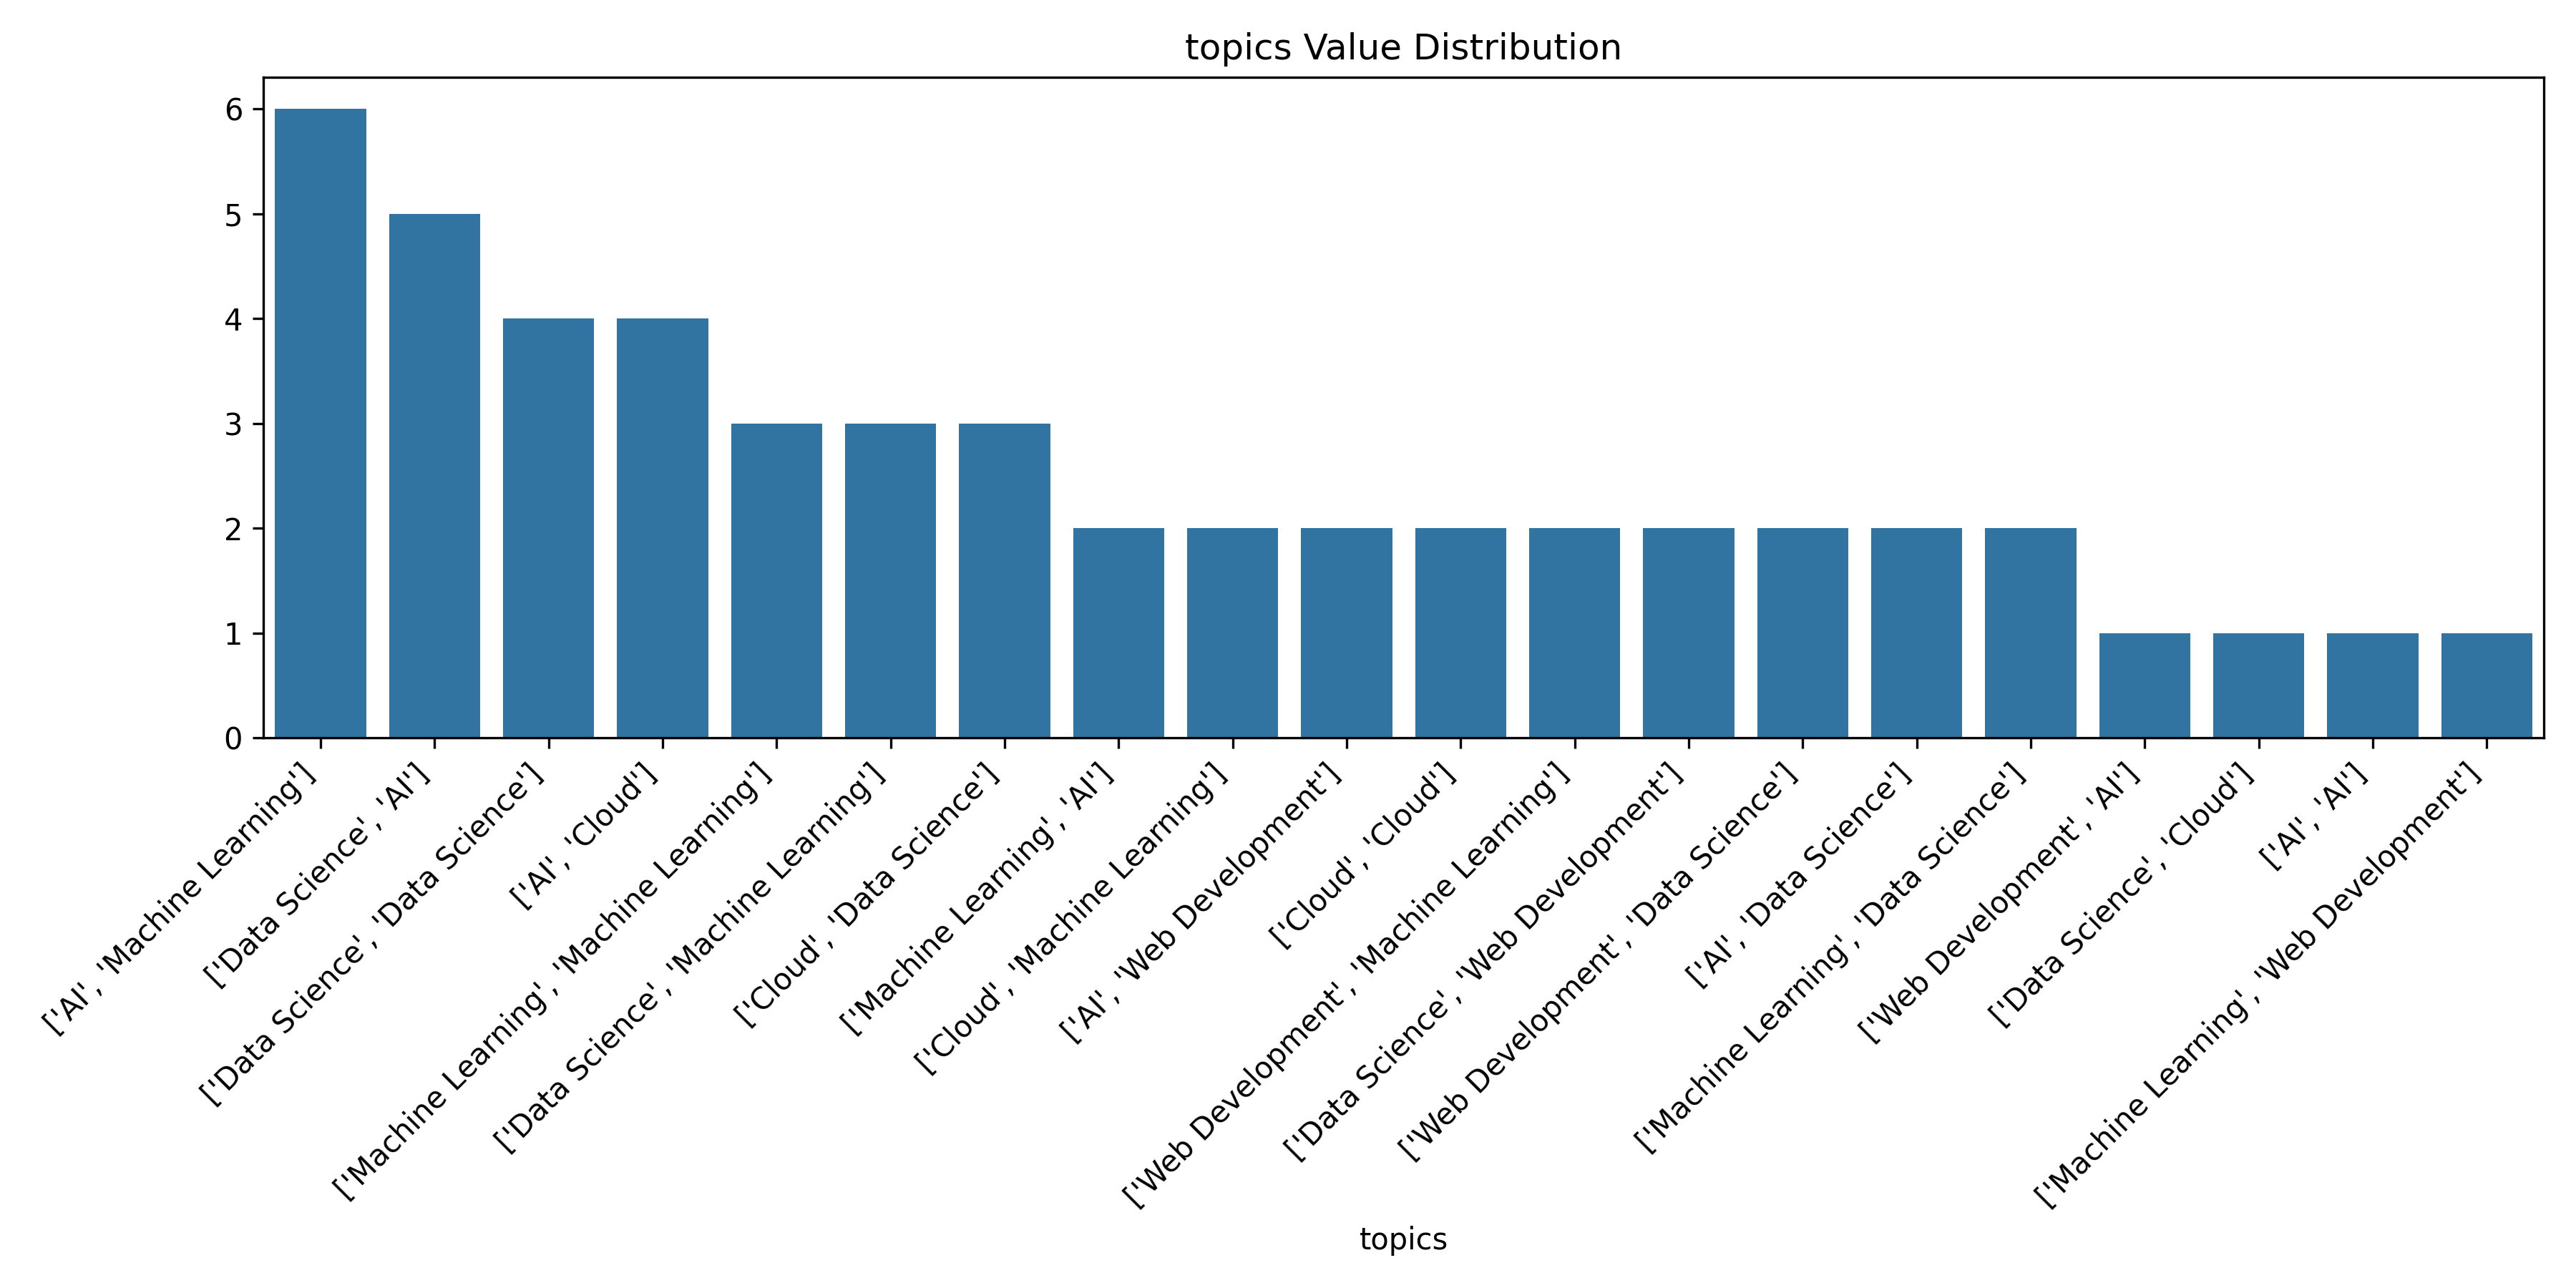 topics Value Distribution
6
5
4
3
2
1
0
['AI', 'Machine Learning']
['Data Science', 'AI']
['Data Science', 'Data Science']
['AI', 'Cloud']
['Machine Learning', 'Machine Learning']
['Data Science', 'Machine Learning']
['Cloud', 'Data Science']
['Machine Learning', 'AI']
['Cloud', 'Machine Learning']
['AI', 'Web Development']
['Cloud', 'Cloud']
['Web Development', 'Machine Learning']
['Data Science', 'Web Development']
['Web Development', 'Data Science']
['AI', 'Data Science']
['Machine Learning', 'Data Science']
['Web Development', 'AI']
['Data Science', 'Cloud']
['AI', 'AI']
['Machine Learning', 'Web Development']
topics